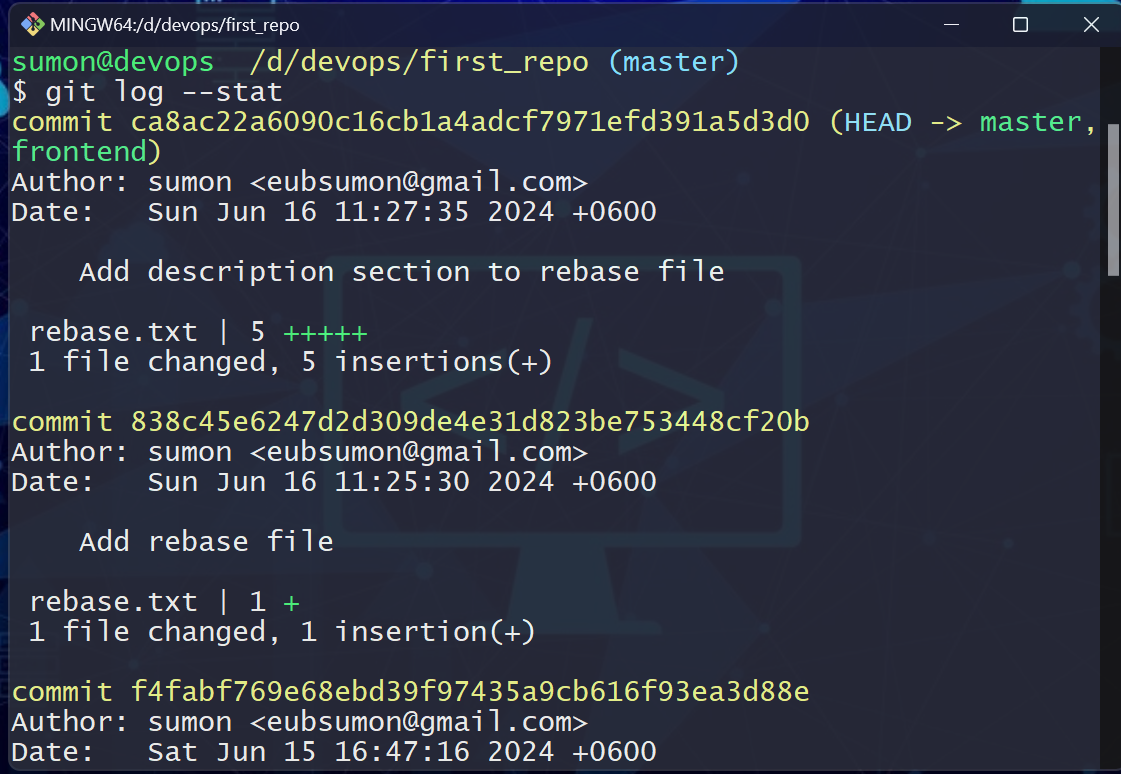 MINGW64:/d/devops/first_repo
sumon@devops  /d/devops/first_repo (master)
$ git log --stat
commit ca8ac22a6090c16cb1a4adcf7971efd391a5d3d0 (HEAD -> master,
frontend)
Author: sumon <eubsumon@gmail.com>
Date:   Sun Jun 16 11:27:35 2024 +0600
    Add description section to rebase file
 rebase.txt | 5 +++++
 1 file changed, 5 insertions(+)
commit 838c45e6247d2d309de4e31d823be753448cf20b
Author: sumon <eubsumon@gmail.com>
Date:   Sun Jun 16 11:25:30 2024 +0600
    Add rebase file
 rebase.txt | 1 +
 1 file changed, 1 insertion(+)
commit f4fabf769e68ebd39f97435a9cb616f93ea3d88e
Author: sumon <eubsumon@gmail.com>
Date:   Sat Jun 15 16:47:16 2024 +0600